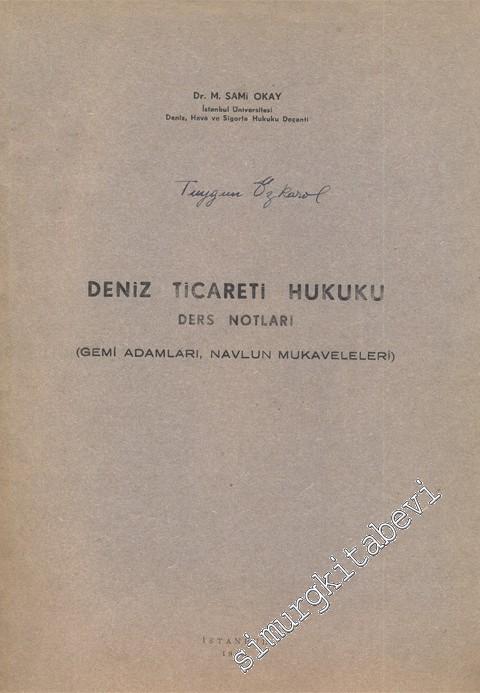 Dr. M. SAMİ OKAY
İstanbul Üniversitesi
Deniz, Hava ve Sigorta Hukuku Doçenti
Tuygun Özkarol
DENİZ TİCARETİ HUKUKU
DERS NOTLARI
(GEMİ ADAMLARI, NAVLUN MUKAVELELERİ)
simurgkitabevi